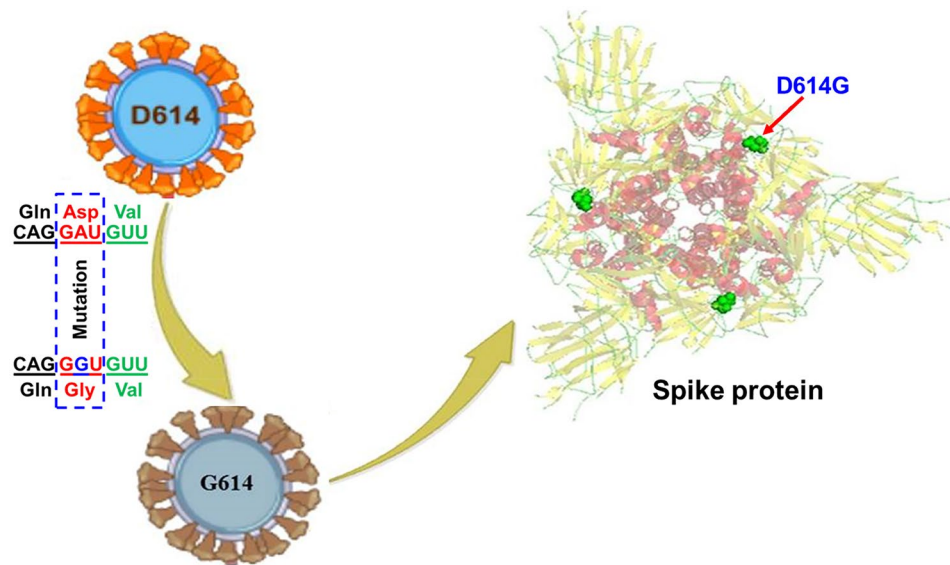 D614
D614G
Gln Asp Val
CAG GAU GUU
Mutation
CAG GGU GUU
Gln Gly Val
G614
Spike protein